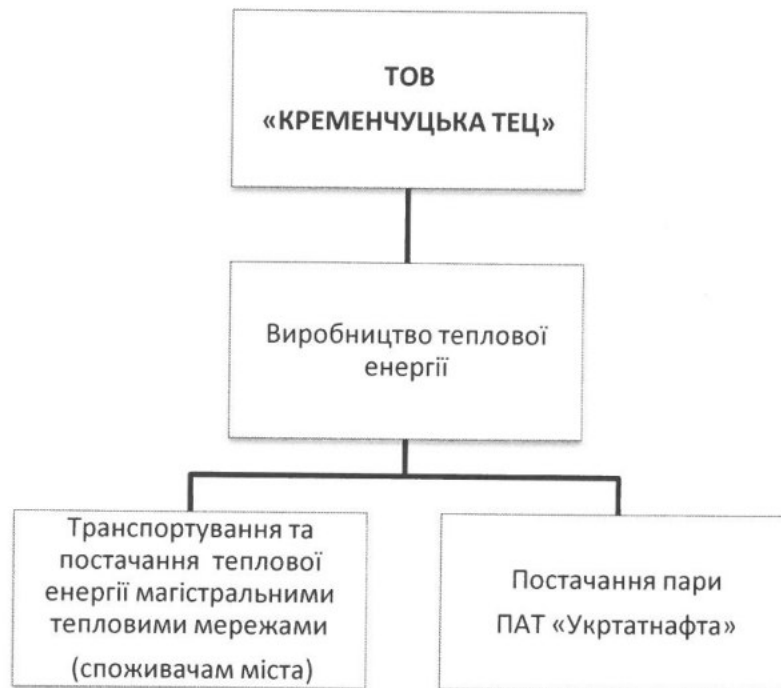 ТОВ
«КРЕМЕНЧУЦЬКА ТЕЦ»
Виробництво теплової
енергії
Транспортування та
постачання теплової
енергії магістральними
тепловими мережами
(споживачам міста)
Постачання пари
ПАТ «Укртатнафта»